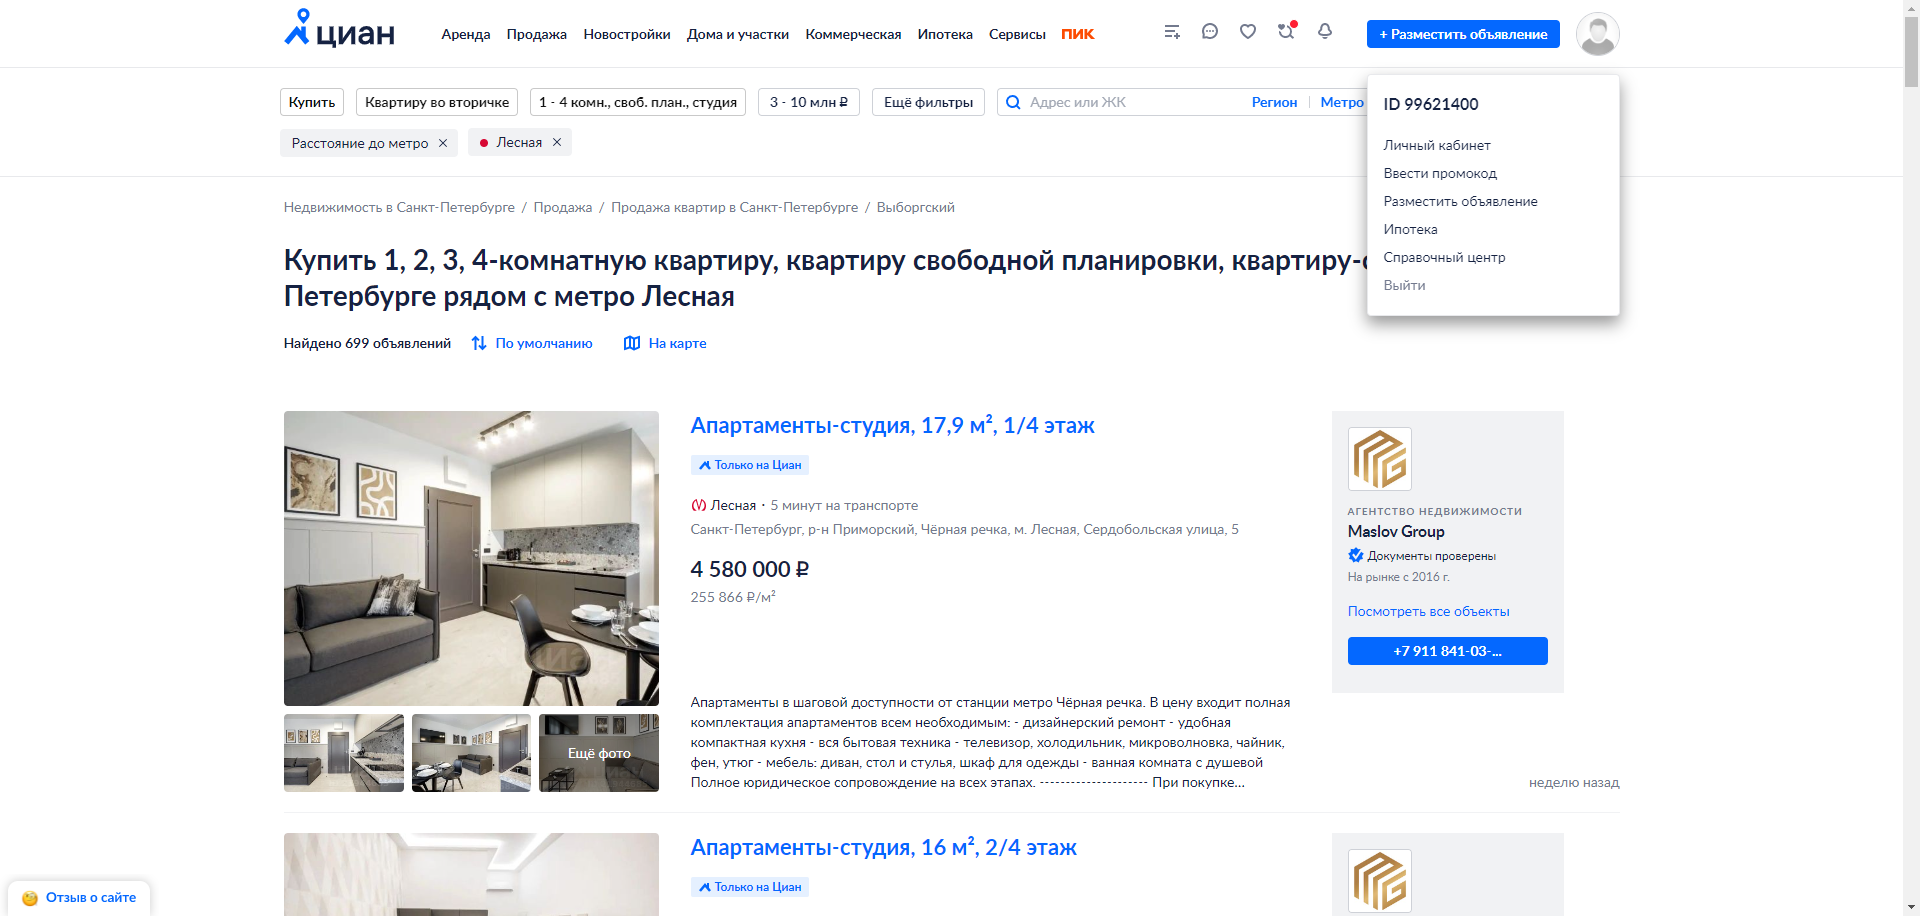 циан
Аренда Продажа Новостройки Дома и участки Коммерческая Ипотека Сервисы ПИК
+ Разместить объявление
Купить
Квартиру во вторичке
1 - 4 комн., своб. план., студия
3 - 10 млн ₽
Ещё фильтры
Адрес или ЖК
Регион
Метро
Расстояние до метро
Лесная
ID 99621400
Личный кабинет
Ввести промокод
Разместить объявление
Ипотека
Справочный центр
Выйти
Недвижимость в Санкт-Петербурге / Продажа / Продажа квартир в Санкт-Петербурге / Выборгский
Купить 1, 2, 3, 4-комнатную квартиру, квартиру свободной планировки, квартиру-
Петербурге рядом с метро Лесная
Найдено 699 объявлений
По умолчанию
На карте
Апартаменты-студия, 17,9 м², 1/4 этаж
Только на Циан
Лесная · 5 минут на транспорте
Санкт-Петербург, р-н Приморский, Чёрная речка, м. Лесная, Сердобольская улица, 5
4 580 000 ₽
255 866 ₽/м²
Апартаменты в шаговой доступности от станции метро Чёрная речка. В цену входит полная
комплектация апартаментов всем необходимым: - дизайнерский ремонт - удобная
компактная кухня - вся бытовая техника - телевизор, холодильник, микроволновка, чайник,
фен, утюг - мебель: диван, стол и стулья, шкаф для одежды - ванная комната с душевой
Полное юридическое сопровождение на всех этапах. --------------------- При покупке...
Ещё фото
АГЕНТСТВО НЕДВИЖИМОСТИ
Maslov Group
Документы проверены
На рынке с 2016 г.
Посмотреть все объекты
+7 911 841-03-...
неделю назад
Апартаменты-студия, 16 м², 2/4 этаж
Только на Циан
Отзыв о сайте